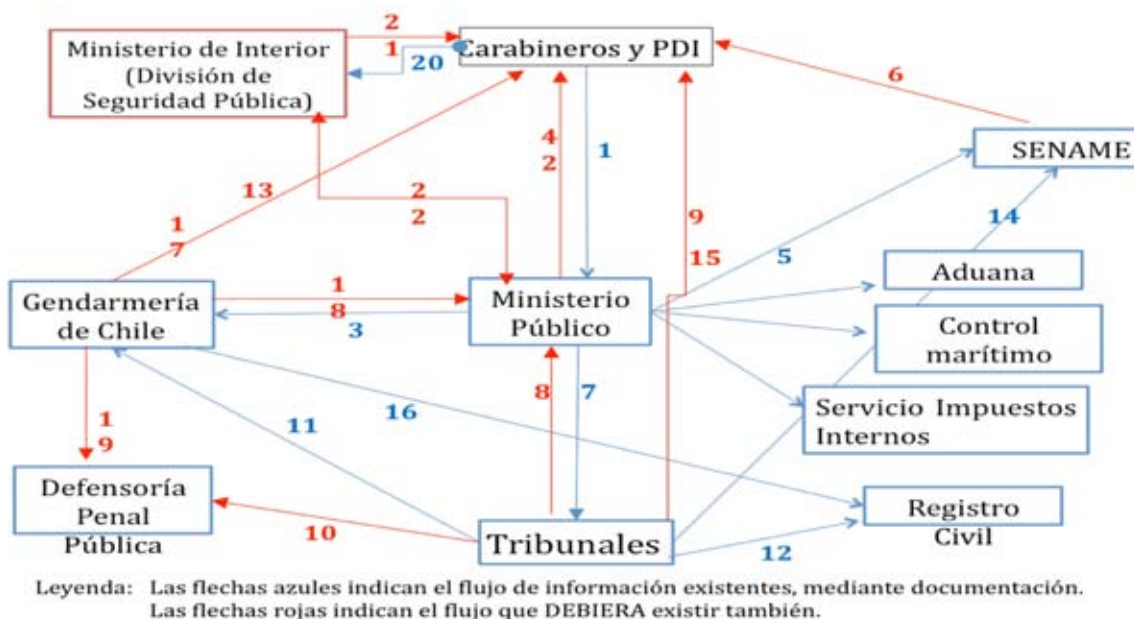 2
Ministerio de Interior
(División de
Seguridad Pública)
1
20
Carabineros y PDI
6
4
2
1
SENAME
13
2
2
9
14
1
7
15
5
Aduana
Gendarmería
de Chile
1
8
3
Ministerio
Público
Control
marítimo
8
7
16
11
1
9
Servicio Impuestos
Internos
Defensoría
Penal
Pública
10
Tribunales
12
Registro
Civil
Leyenda: Las flechas azules indican el flujo de información existentes, mediante documentación.
Las flechas rojas indican el flujo que DEBIERA existir también.